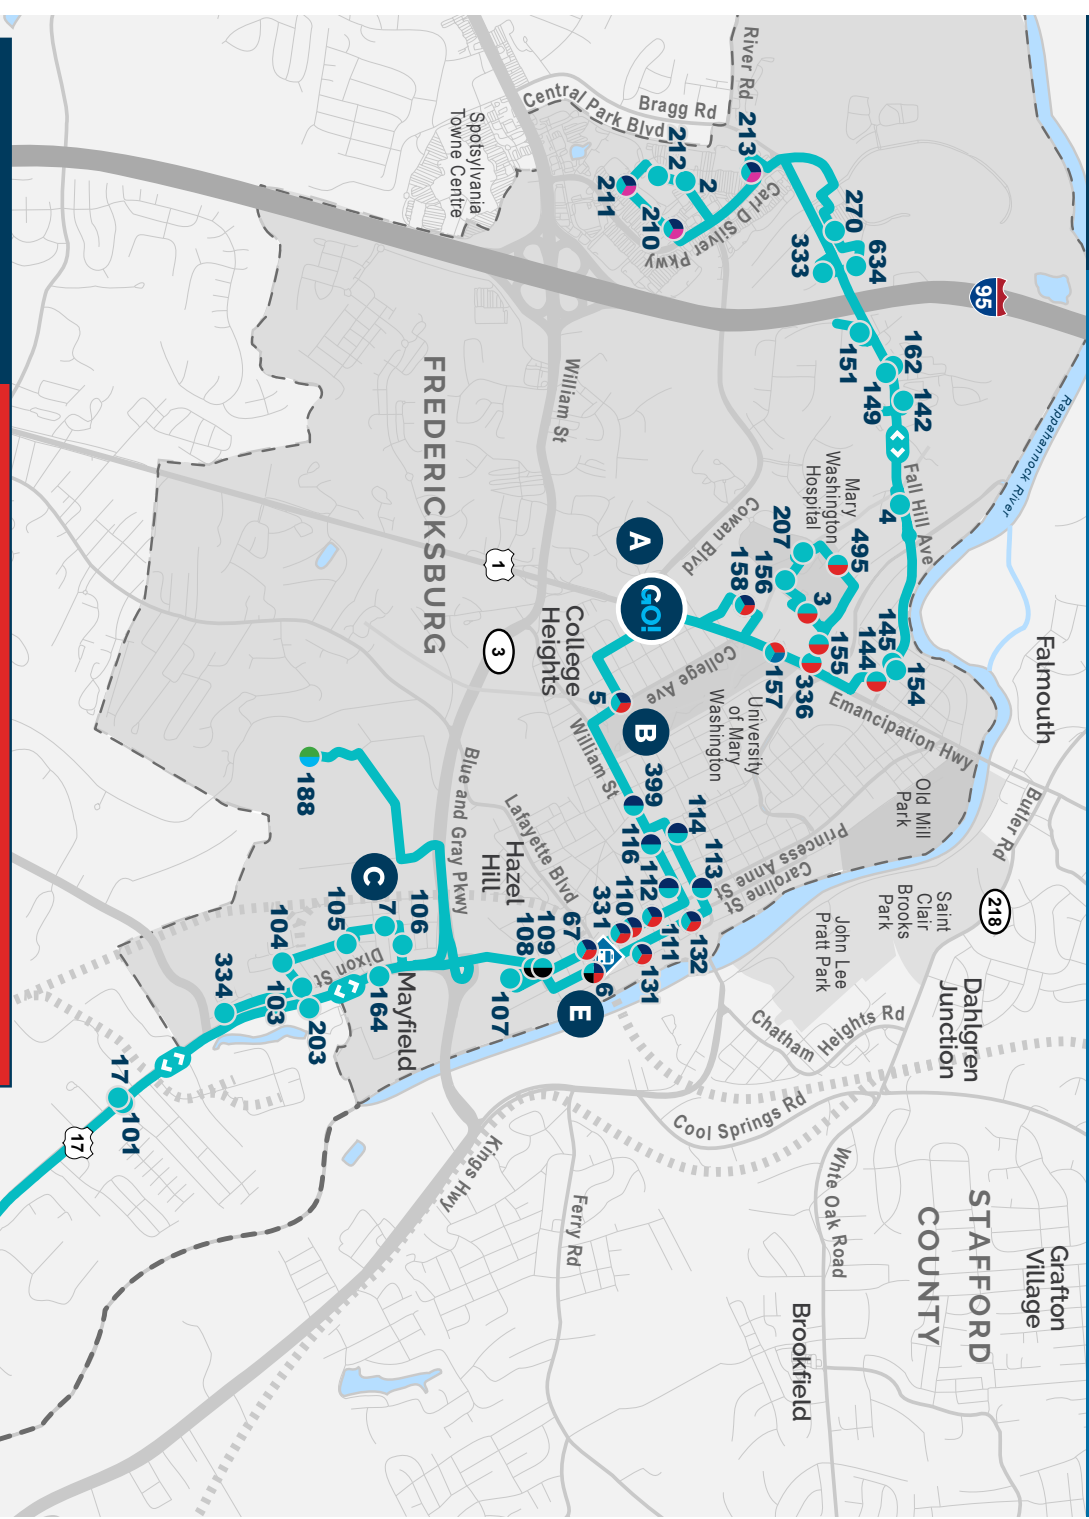 River Rd
Bragg Rd
Central Park Blvd
Spotsylvania
Towne Centre
213
212
2
211
210
Carl D Silver Pkwy
270
634
333
95
151
162
149
142
Rappahannock River
Fall Hill Ave
4
William St
FREDERICKSBURG
1
3
Mary
Washington
Hospital
207
495
3
Cowan Blvd
156
158
A
GO!
College
Heights
155
144
145
154
336
157
College Ave
University
of Mary
Washington
Emancipation Hwy
Falmouth
5
B
William St
399
Old Mill
Park
Butler Rd
Princess Anne St
Caroline St
114
113
116
112
110
331
111
132
131
67
6
E
109
108
107
Lafayette Blvd
Hazel
Hill
Blue and Gray Pkwy
188
C
7
106
105
104
Dixon St
334
103
203
164
Mayfield
17
101
17
218
Saint
Clair
Brooks
Park
John Lee
Pratt Park
Dahlgren
Junction
Chatham Heights Rd
Cool Springs Rd
Kings Hwy
Ferry Rd
White Oak Road
STAFFORD
COUNTY
Grafton
Village
Brookfield